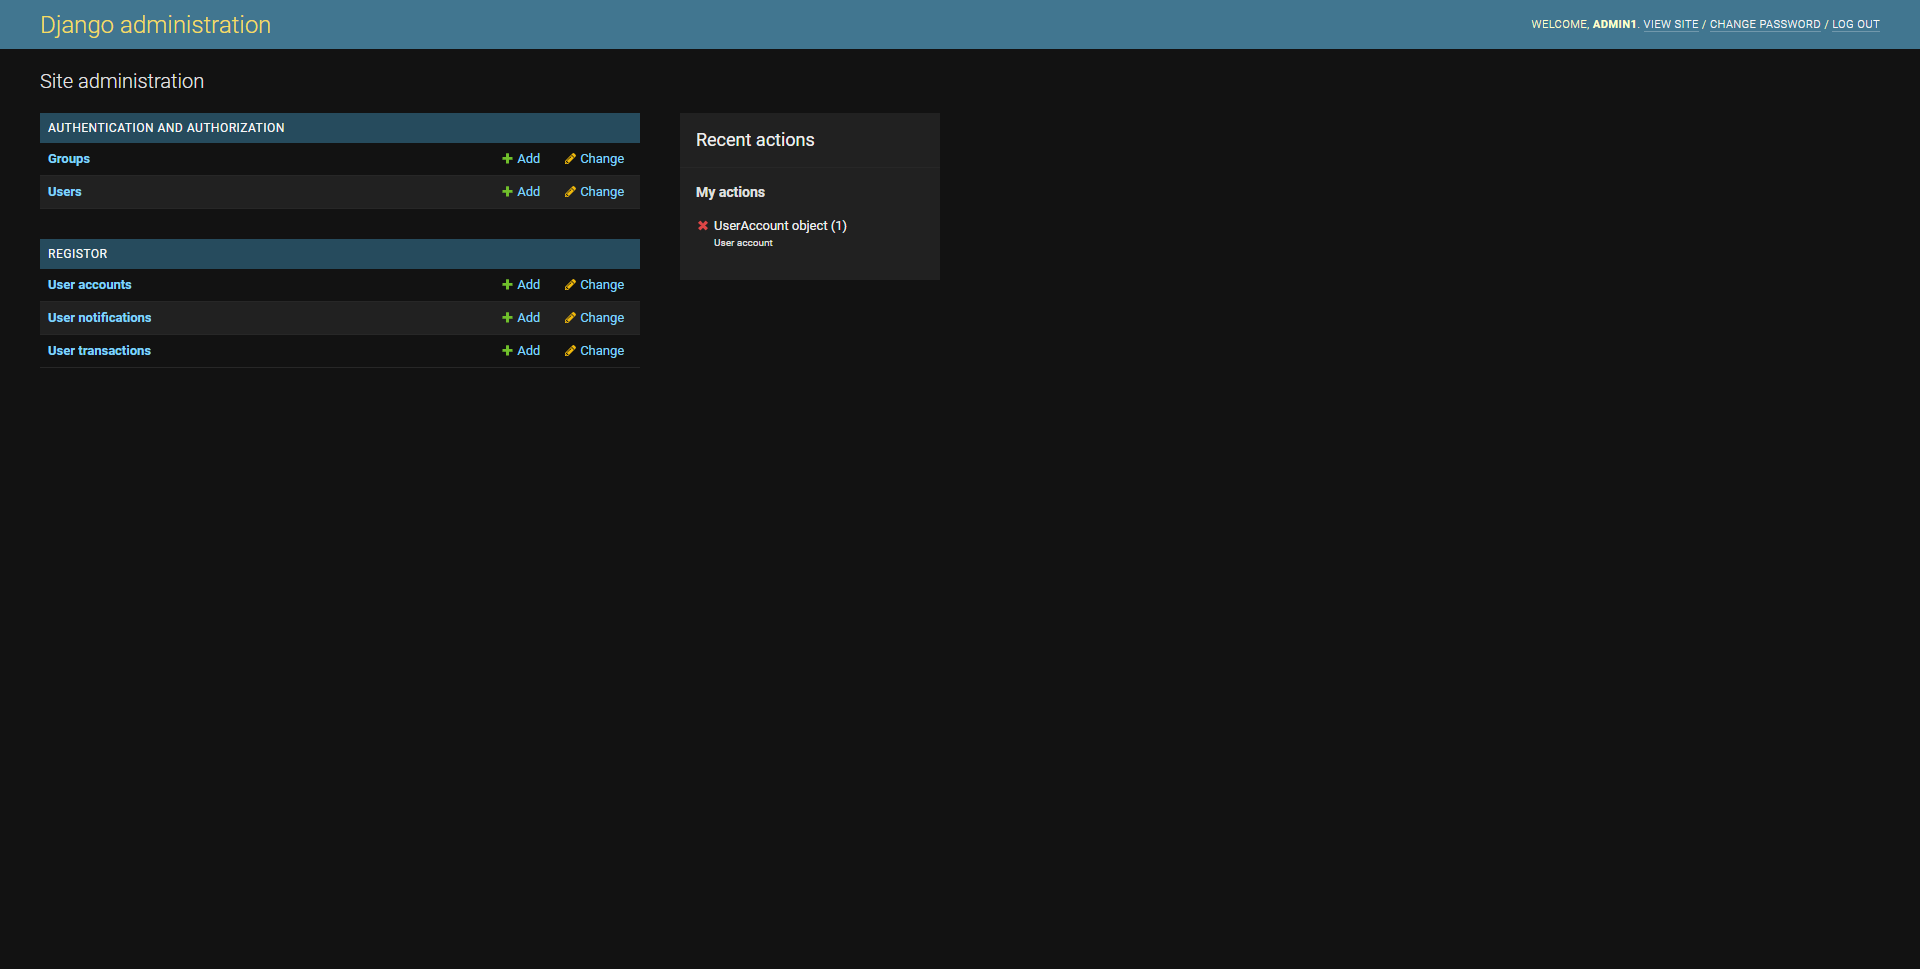 Django administration
WELCOME, ADMIN1. VIEW SITE / CHANGE PASSWORD / LOG OUT
Site administration
AUTHENTICATION AND AUTHORIZATION
Groups Add Change
Users Add Change
REGISTOR
User accounts Add Change
User notifications Add Change
User transactions Add Change
Recent actions
My actions
UserAccount object (1)
User account